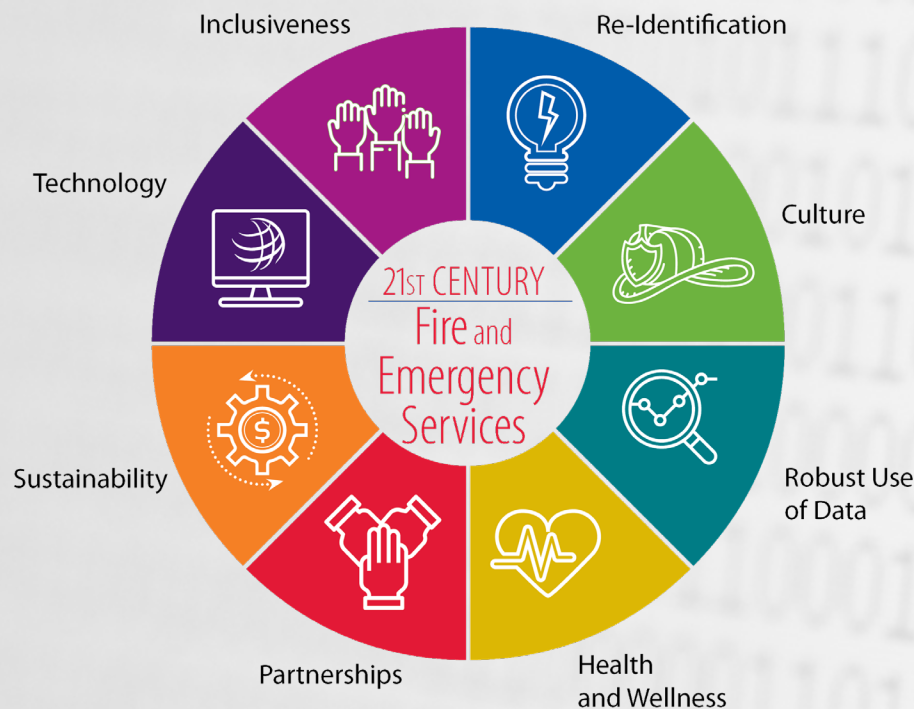 Inclusiveness
Re-Identification
Technology
Culture
21ST CENTURY
Fire and
Emergency
Services
$
Sustainability
Robust Use
of Data
Partnerships
Health
and Wellness